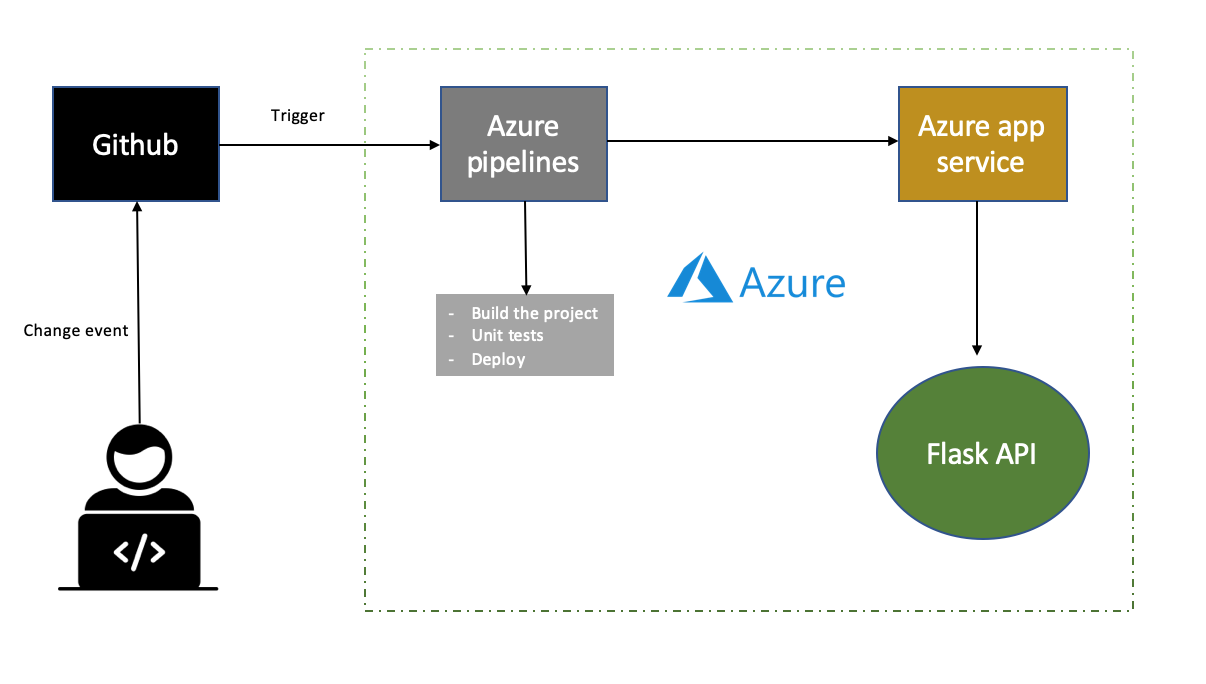 Github
Trigger
Azure
pipelines
Azure app
service
Azure
- Build the project
- Unit tests
- Deploy
Change event
Flask API
</>